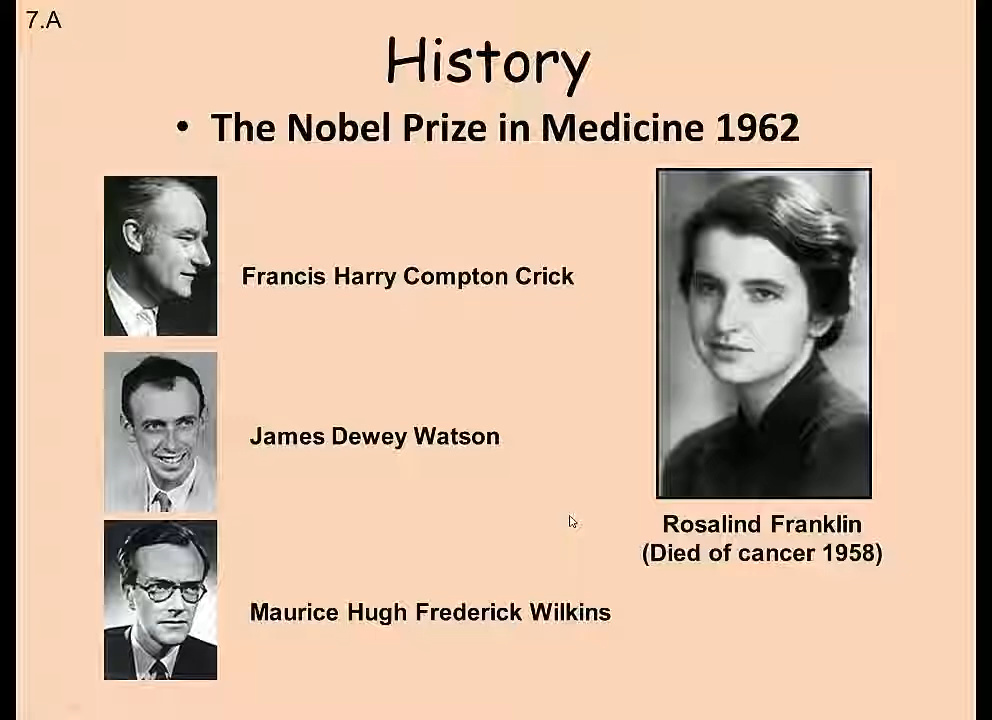 7.A
History
• The Nobel Prize in Medicine 1962
Francis Harry Compton Crick
James Dewey Watson
Maurice Hugh Frederick Wilkins
Rosalind Franklin
(Died of cancer 1958)